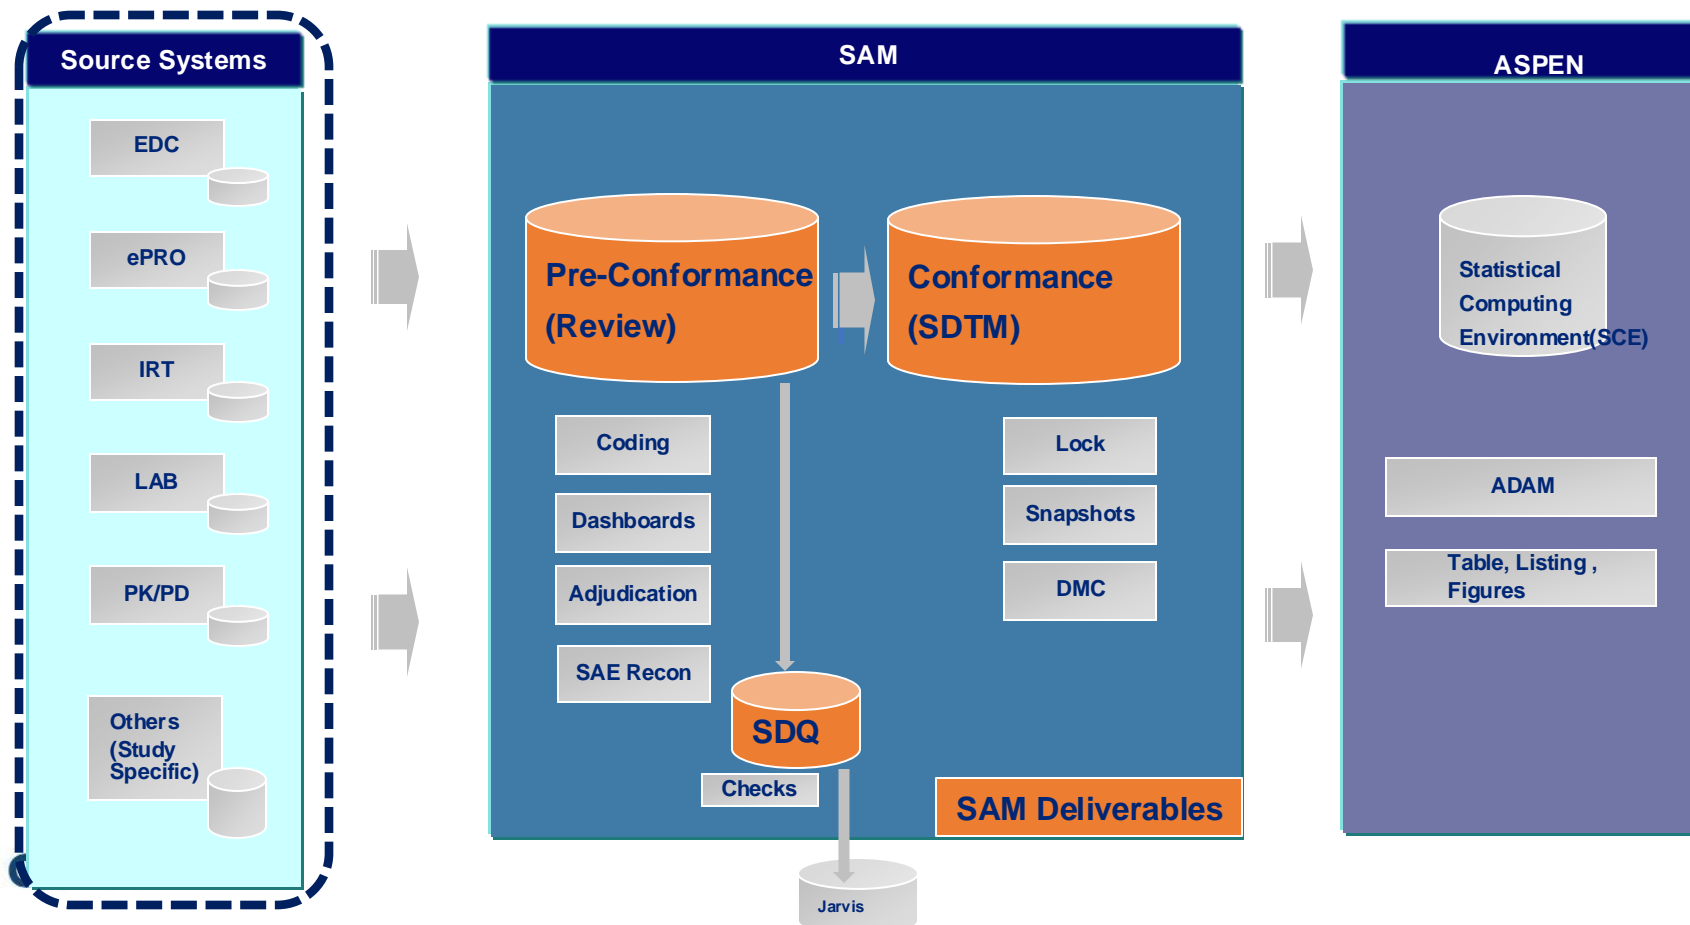 Source Systems
EDC
ePRO
IRT
LAB
PK/PD
Others
(Study
Specific)
SAM
Pre-Conformance
(Review)
Conformance
(SDTM)
Coding
Dashboards
Adjudication
SAE Recon
Lock
Snapshots
DMC
SDQ
Checks
SAM Deliverables
Jarvis
ASPEN
Statistical
Computing
Environment(SCE)
ADAM
Table, Listing ,
Figures